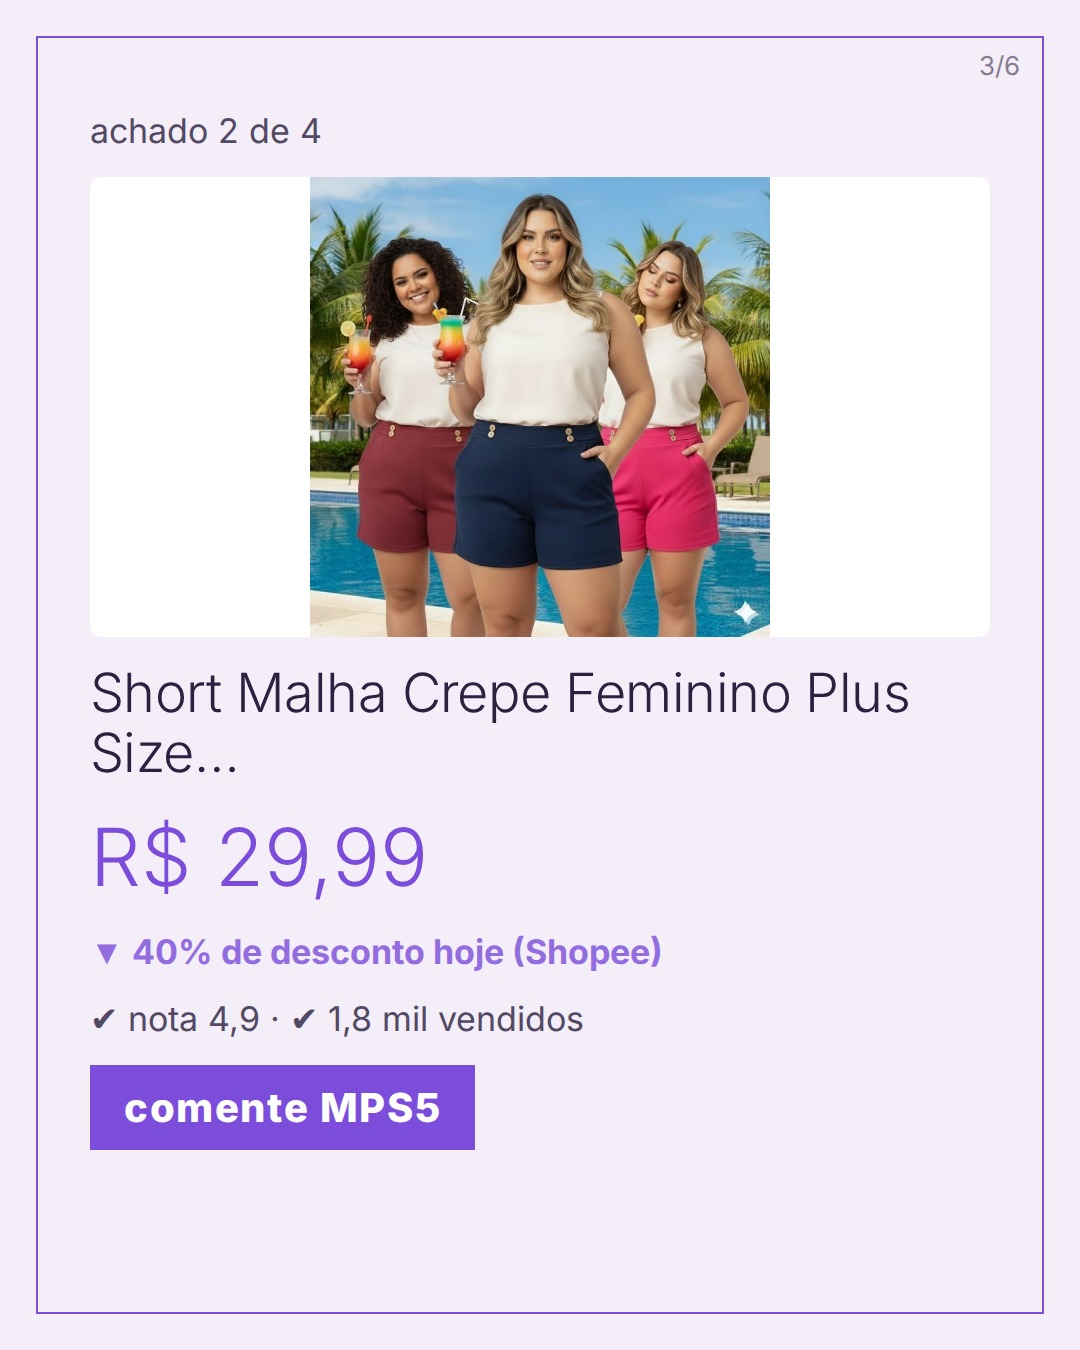 3/6
achado 2 de 4
Short Malha Crepe Feminino Plus
Size...
R$ 29,99
▼ 40% de desconto hoje (Shopee)
✔ nota 4,9 · ✔ 1,8 mil vendidos
comente MPS5